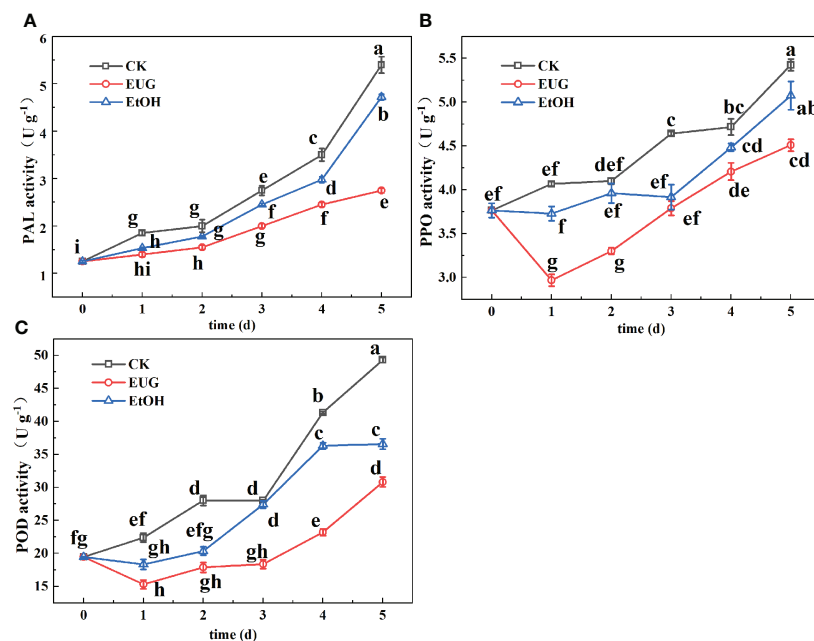 A
PAL activity（U g-1）
6
5
4
3
2
1
CK
EUG
EtOH
i
g
h
hi
g
g
h
e
f
g
c
d
f
a
b
e
0 1 2 3 4 5
time (d)
B
PPO activity（U g-1）
5.5
5.0
4.5
4.0
3.5
3.0
CK
EUG
EtOH
ef
ef
f
g
def
ef
g
c
ef
ef
bc
cd
de
a
ab
cd
0 1 2 3 4 5
time (d)
C
POD activity（U g-1）
50
45
40
35
30
25
20
15
CK
EUG
EtOH
fg
ef
gh
h
d
efg
gh
d
d
gh
b
c
e
a
c
d
0 1 2 3 4 5
time (d)